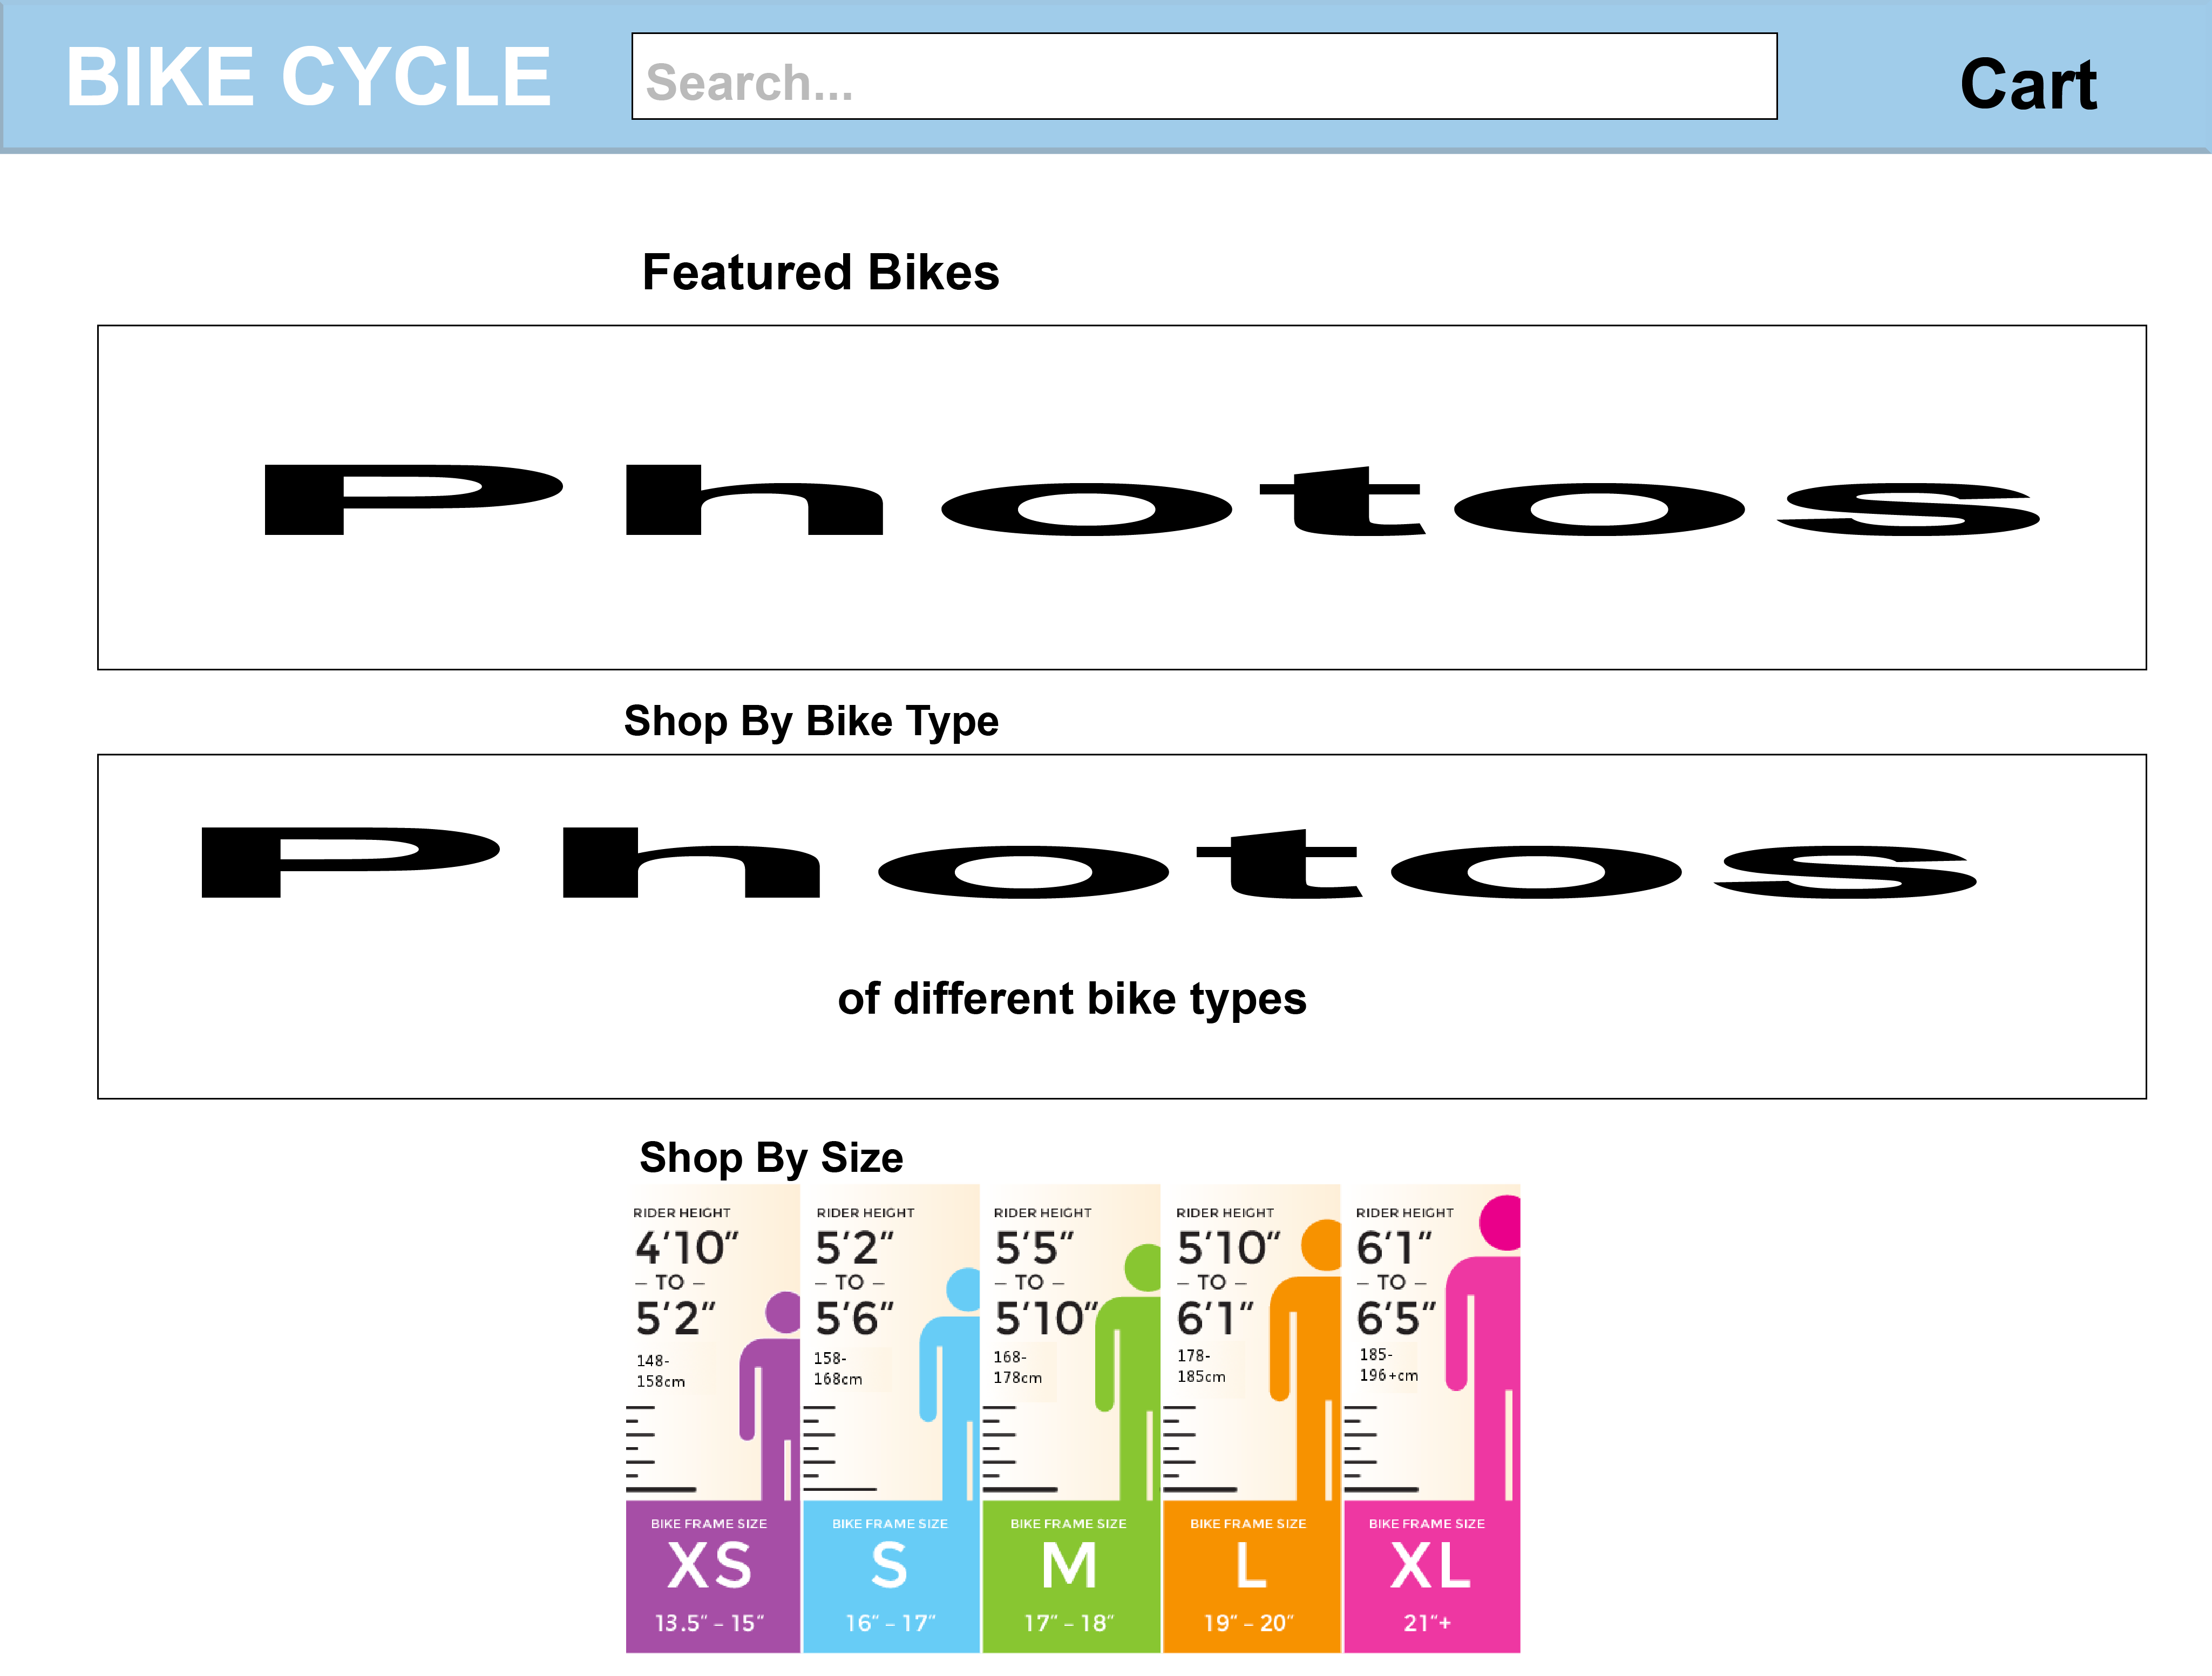 BIKE CYCLE
Search...
Cart
Featured Bikes
Photos
Shop By Bike Type
Photos
of different bike types
Shop By Size
RIDER HEIGHT
4'10"
– TO –
5'2"
148-
158cm
BIKE FRAME SIZE
XS
13.5" – 15"
RIDER HEIGHT
5'2"
– TO –
5'6"
158-
168cm
BIKE FRAME SIZE
S
16" – 17"
RIDER HEIGHT
5'5"
– TO –
5'10"
168-
178cm
BIKE FRAME SIZE
M
17" – 18"
RIDER HEIGHT
5'10"
– TO –
6'1"
178-
185cm
BIKE FRAME SIZE
L
19" – 20"
RIDER HEIGHT
6'1"
– TO –
6'5"
185-
196+cm
BIKE FRAME SIZE
XL
21"+